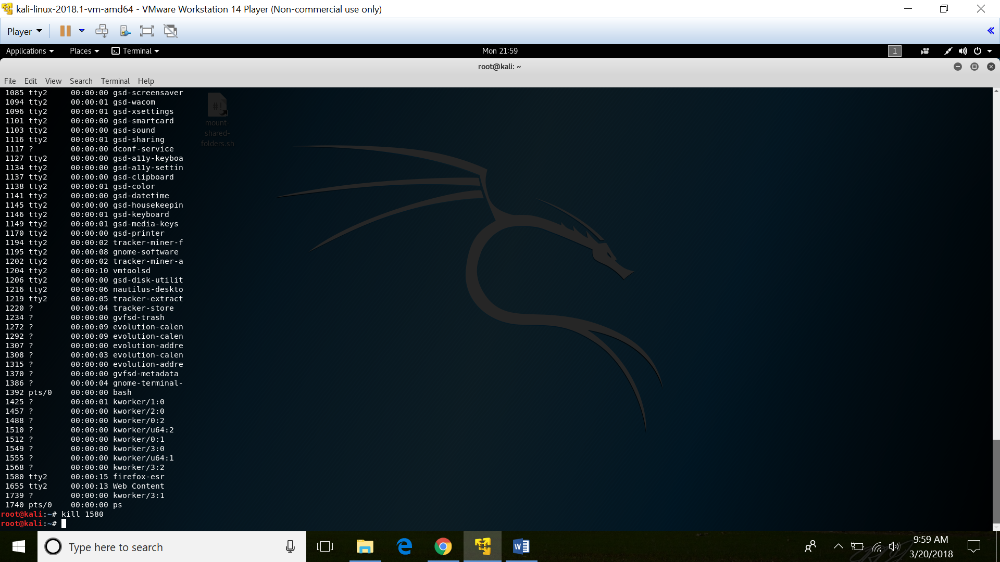 kali-linux-2018.1-vm-amd64 - VMware Workstation 14 Player (Non-commercial use only)
Player
Applications Places Terminal Mon 21:59 1
root@kali: ~
File Edit View Search Terminal Help
1085 tty2 00:00:00 gsd-screensaver
1094 tty2 00:00:01 gsd-wacom
1096 tty2 00:00:01 gsd-xsettings
1101 tty2 00:00:00 gsd-smartcard
1103 tty2 00:00:00 gsd-sound
1116 tty2 00:00:01 gsd-sharing
1117 ? 00:00:00 dconf-service
1127 tty2 00:00:00 gsd-a11y-keyboa
1134 tty2 00:00:00 gsd-a11y-settin
1137 tty2 00:00:00 gsd-clipboard
1138 tty2 00:00:01 gsd-color
1141 tty2 00:00:00 gsd-datetime
1145 tty2 00:00:00 gsd-housekeepin
1146 tty2 00:00:01 gsd-keyboard
1149 tty2 00:00:01 gsd-media-keys
1170 tty2 00:00:00 gsd-printer
1194 tty2 00:00:02 tracker-miner-f
1195 tty2 00:00:08 gnome-software
1202 tty2 00:00:02 tracker-miner-a
1204 tty2 00:00:10 vmtoolsd
1206 tty2 00:00:00 gsd-disk-utilit
1216 tty2 00:00:06 nautilus-deskto
1219 tty2 00:00:05 tracker-extract
1220 ? 00:00:04 tracker-store
1234 ? 00:00:00 gvfsd-trash
1272 ? 00:00:09 evolution-calen
1292 ? 00:00:09 evolution-calen
1307 ? 00:00:00 evolution-addre
1308 ? 00:00:03 evolution-calen
1315 ? 00:00:00 evolution-addre
1370 ? 00:00:00 gvfsd-metadata
1386 ? 00:00:04 gnome-terminal-
1392 pts/0 00:00:00 bash
1425 ? 00:00:01 kworker/1:0
1457 ? 00:00:00 kworker/2:0
1488 ? 00:00:00 kworker/0:2
1510 ? 00:00:00 kworker/u64:2
1512 ? 00:00:00 kworker/0:1
1549 ? 00:00:00 kworker/3:0
1555 ? 00:00:00 kworker/u64:1
1568 ? 00:00:00 kworker/3:2
1580 tty2 00:00:15 firefox-esr
1655 tty2 00:00:13 Web Content
1739 ? 00:00:00 kworker/3:1
1740 pts/0 00:00:00 ps
root@kali:~# kill 1580
root@kali:~#
#!
mount-
shared-
folders.sh
Type here to search
9:59 AM
3/20/2018